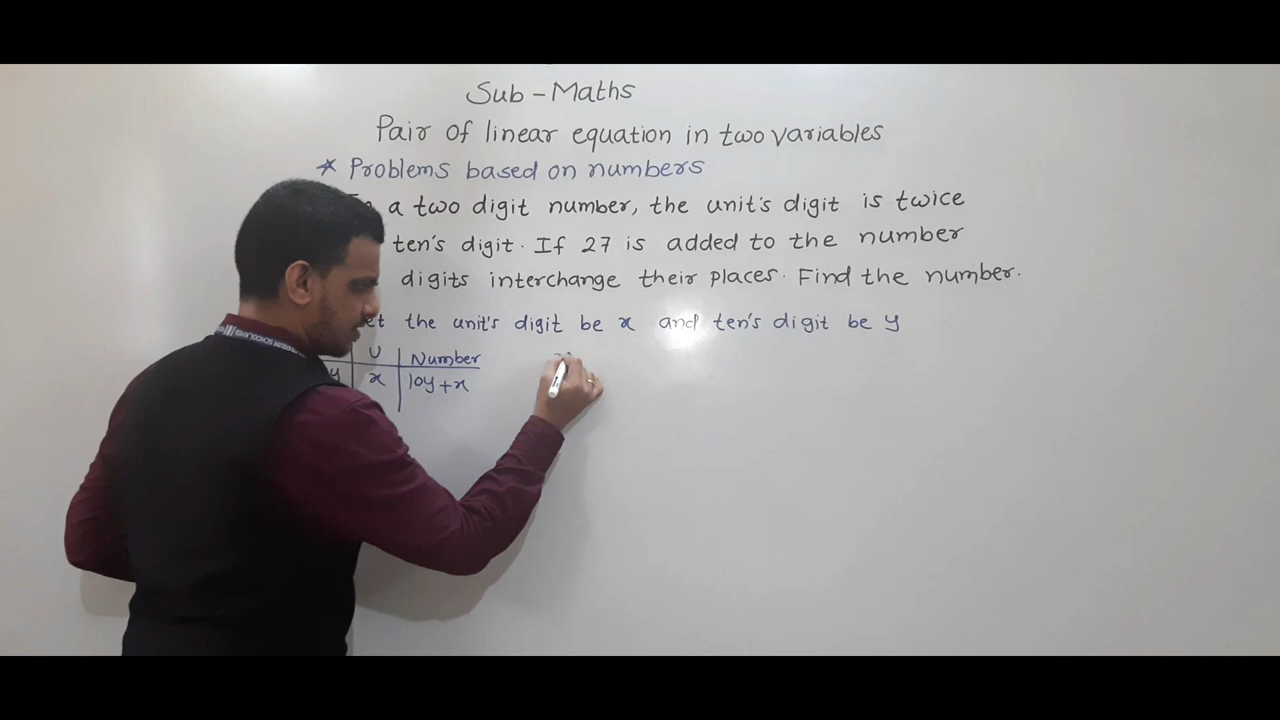 Sub - Maths
Pair of linear equation in two variables
* Problems based on numbers
a two digit number, the unit's digit is twice
ten's digit. If 27 is added to the number
digits interchange their places. Find the number.
the unit's digit be x and ten's digit be y
U Number
y x 10y + x